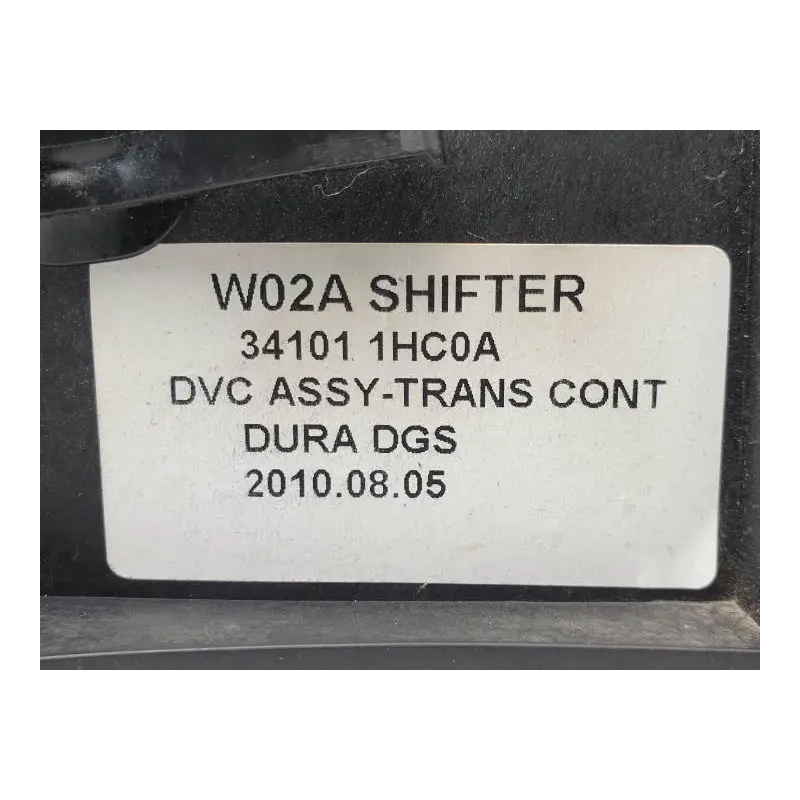 W02A SHIFTER
34101 1HC0A
DVC ASSY-TRANS CONT
DURA DGS
2010.08.05